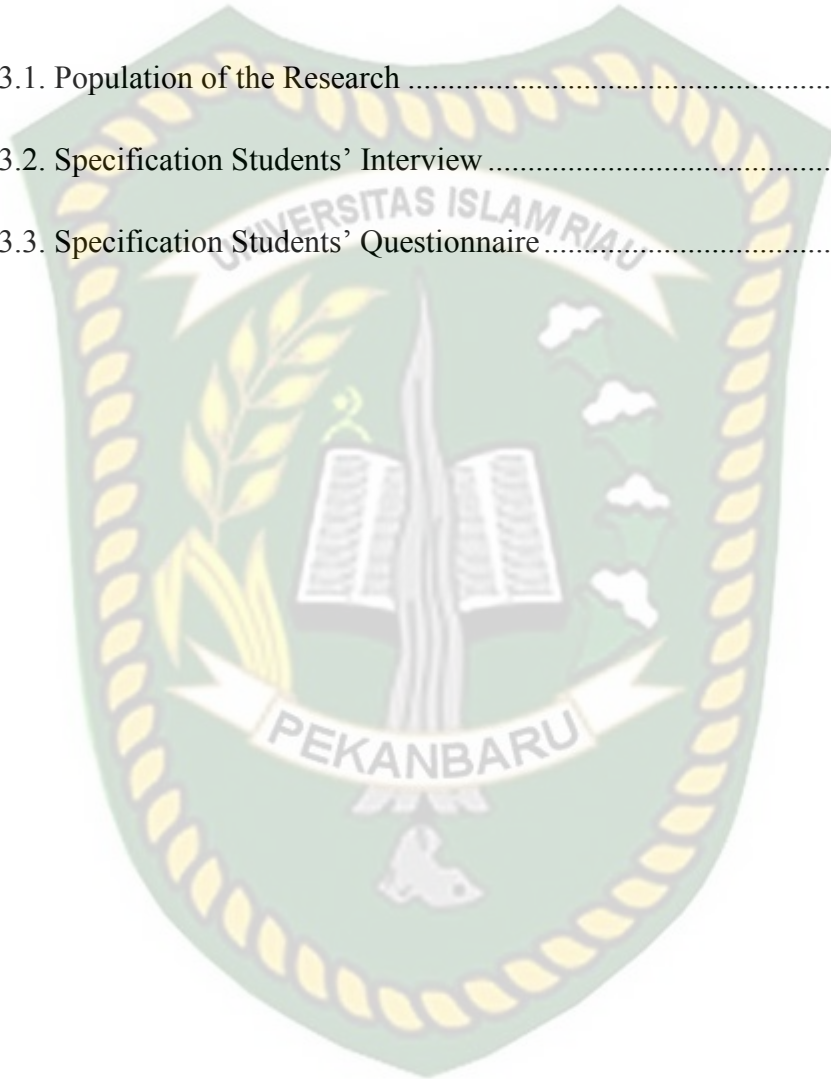 3.1. Population of the Research ......................................................
3.2. Specification Students’ Interview ............................................
3.3. Specification Students’ Questionnaire .....................................
UNIVERSITAS ISLAM RIAU
PEKANBARU